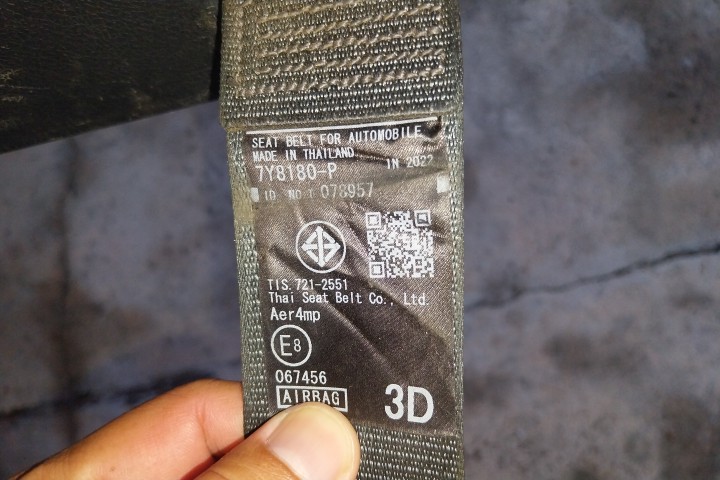 SEAT BELT FOR AUTOMOBILE
MADE IN THAILAND
IN 2022
7Y8180-P
ID NO : 078957
TIS. 721-2551
Thai Seat Belt Co., Ltd
Aer4mp
E8
067456
AIRBAG
3D